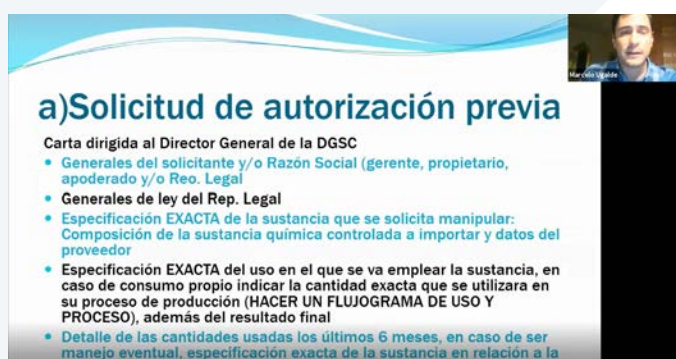 Marcelo Ugalde
a)Solicitud de autorización previa
Carta dirigida al Director General de la DGSC
• Generales del solicitante y/o Razón Social (gerente, propietario,
apoderado y/o Reo. Legal
• Generales de ley del Rep. Legal
• Especificación EXACTA de la sustancia que se solicita manipular:
Composición de la sustancia química controlada a importar y datos del
proveedor
• Especificación EXACTA del uso en el que se va emplear la sustancia, en
caso de consumo propio indicar la cantidad exacta que se utilizara en
su proceso de producción (HACER UN FLUJOGRAMA DE USO Y
PROCESO), además del resultado final
• Detalle de las cantidades usadas los últimos 6 meses, en caso de ser
manejo eventual, especificación exacta de la sustancia en relación a la